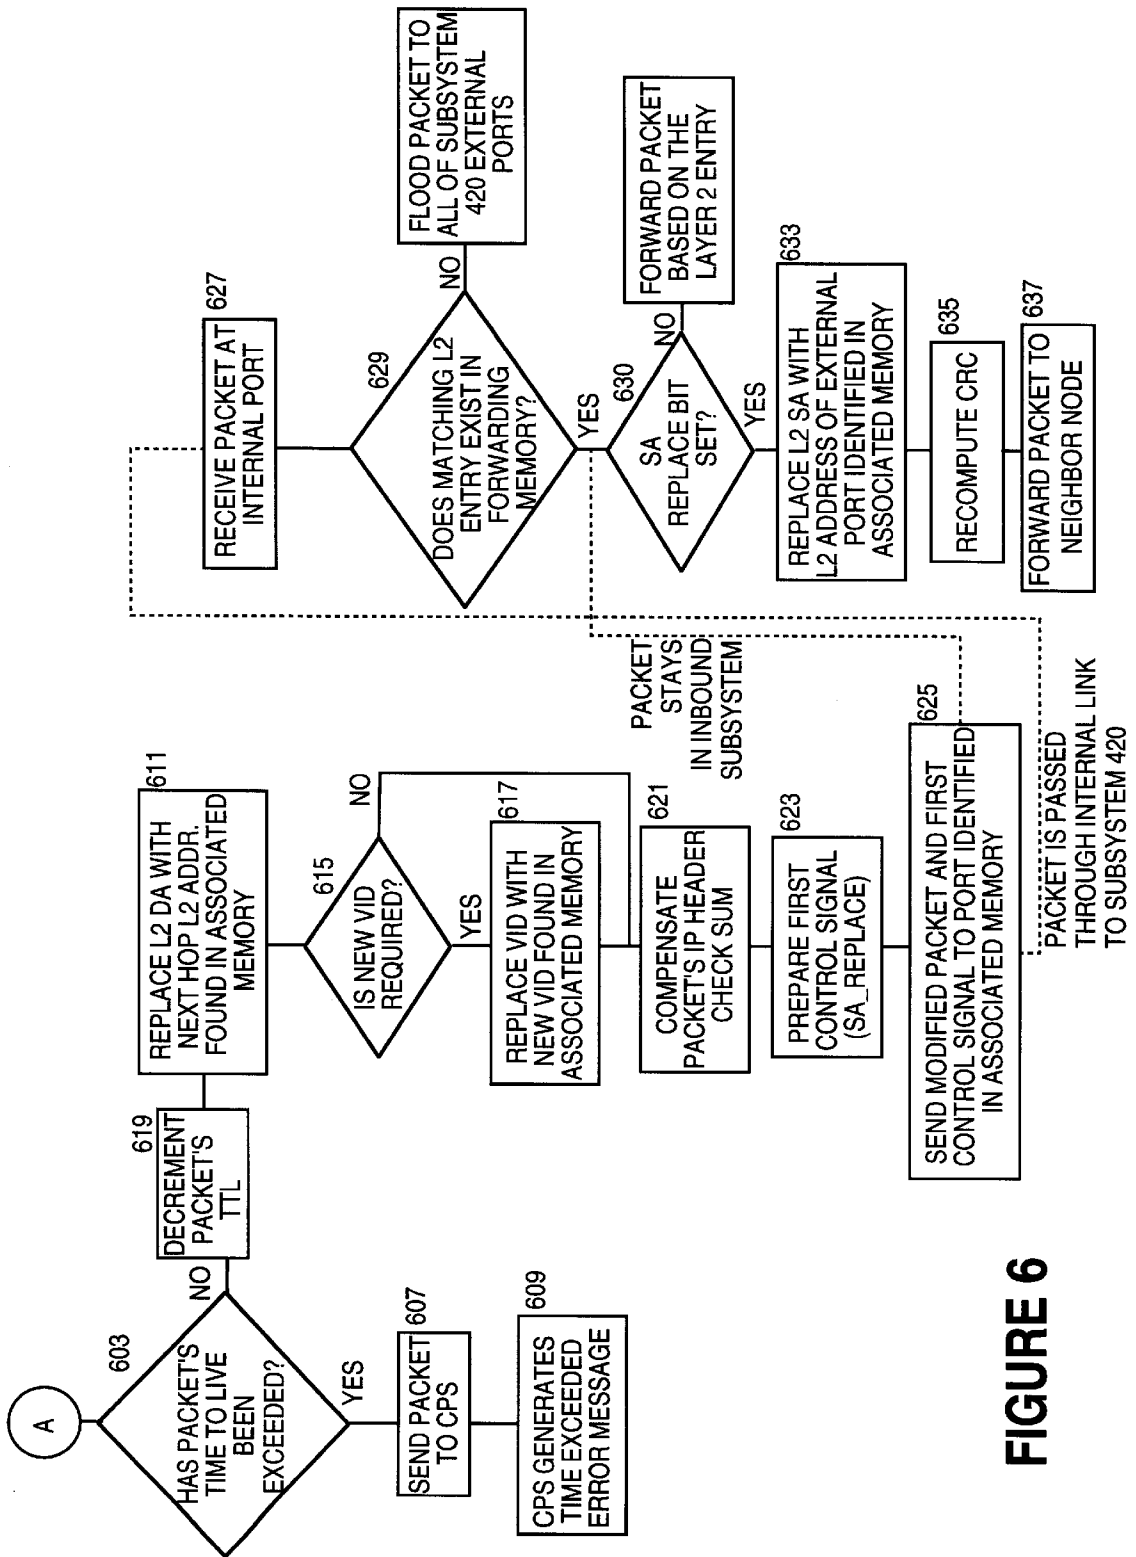 A
603
HAS PACKET'S
TIME TO LIVE
BEEN
EXCEEDED?
NO
YES
607
SEND PACKET
TO CPS
609
CPS GENERATES
TIME EXCEEDED
ERROR MESSAGE
619
DECREMENT
PACKET'S
TTL
611
REPLACE L2 DA WITH
NEXT HOP L2 ADDR.
FOUND IN ASSOCIATED
MEMORY
615
IS NEW VID
REQUIRED?
NO
YES
617
REPLACE VID WITH
NEW VID FOUND IN
ASSOCIATED MEMORY
621
COMPENSATE
PACKET'S IP HEADER
CHECK SUM
623
PREPARE FIRST
CONTROL SIGNAL
(SA_REPLACE)
625
SEND MODIFIED PACKET AND FIRST
CONTROL SIGNAL TO PORT IDENTIFIED
IN ASSOCIATED MEMORY
PACKET
STAYS
IN INBOUND
SUBSYSTEM
PACKET IS PASSED
THROUGH INTERNAL LINK
TO SUBSYSTEM 420
627
RECEIVE PACKET AT
INTERNAL PORT
629
DOES MATCHING L2
ENTRY EXIST IN
FORWARDING
MEMORY?
NO
FLOOD PACKET TO
ALL OF SUBSYSTEM
420 EXTERNAL
PORTS
YES
630
SA
REPLACE BIT
SET?
NO
FORWARD PACKET
BASED ON THE
LAYER 2 ENTRY
YES
633
REPLACE L2 SA WITH
L2 ADDRESS OF EXTERNAL
PORT IDENTIFIED IN
ASSOCIATED MEMORY
635
RECOMPUTE CRC
637
FORWARD PACKET TO
NEIGHBOR NODE
FIGURE 6